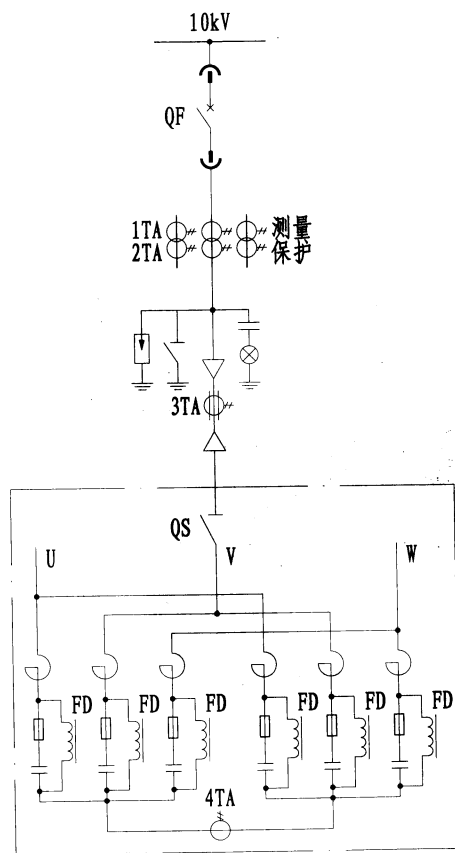 10kV
QF
1TA 测量
2TA 保护
3TA
QS
U V W
FD FD FD FD FD FD
4TA